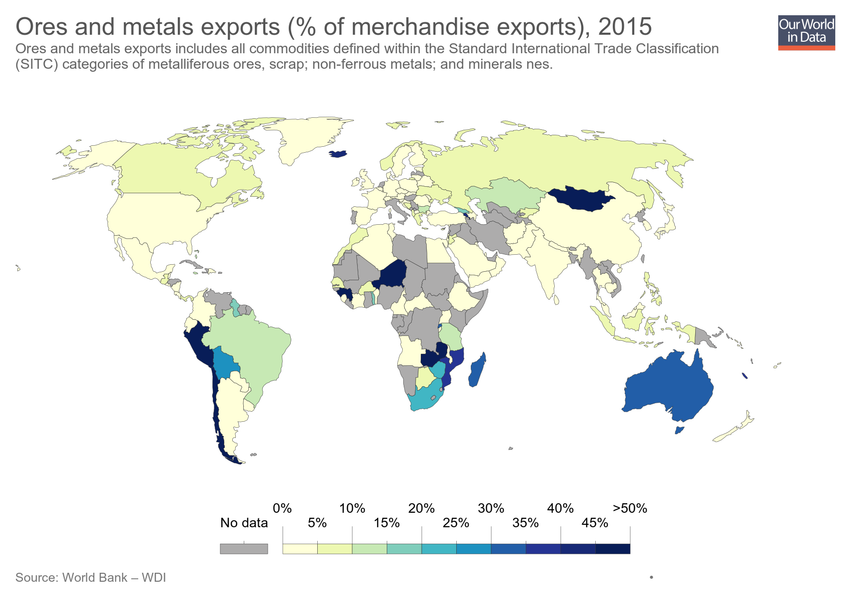 Ores and metals exports (% of merchandise exports), 2015
Ores and metals exports includes all commodities defined within the Standard International Trade Classification
(SITC) categories of metalliferous ores, scrap; non-ferrous metals; and minerals nes.
Our World
in Data
0% 10% 20% 30% 40% >50%
No data 5% 15% 25% 35% 45%
Source: World Bank – WDI